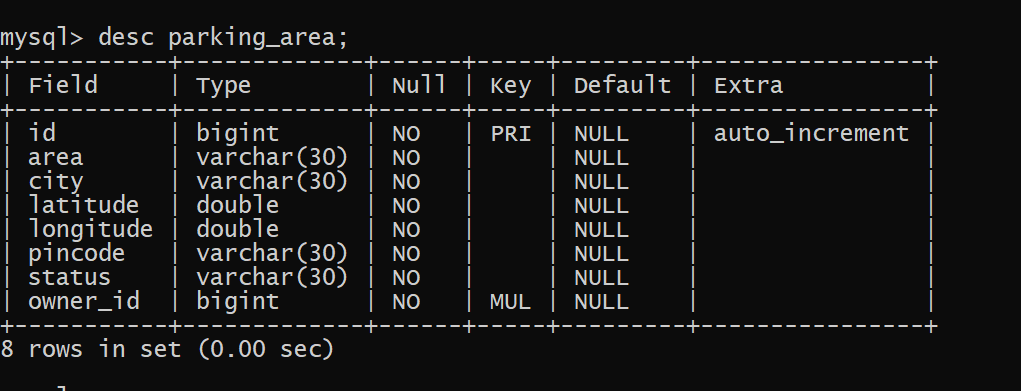 mysql> desc parking_area;
+-----------+-------------+------+-----+---------+----------------+
| Field     | Type        | Null | Key | Default | Extra          |
+-----------+-------------+------+-----+---------+----------------+
| id        | bigint      | NO   | PRI | NULL    | auto_increment |
| area      | varchar(30) | NO   |     | NULL    |                |
| city      | varchar(30) | NO   |     | NULL    |                |
| latitude  | double      | NO   |     | NULL    |                |
| longitude | double      | NO   |     | NULL    |                |
| pincode   | varchar(30) | NO   |     | NULL    |                |
| status    | varchar(30) | NO   |     | NULL    |                |
| owner_id  | bigint      | NO   | MUL | NULL    |                |
+-----------+-------------+------+-----+---------+----------------+
8 rows in set (0.00 sec)